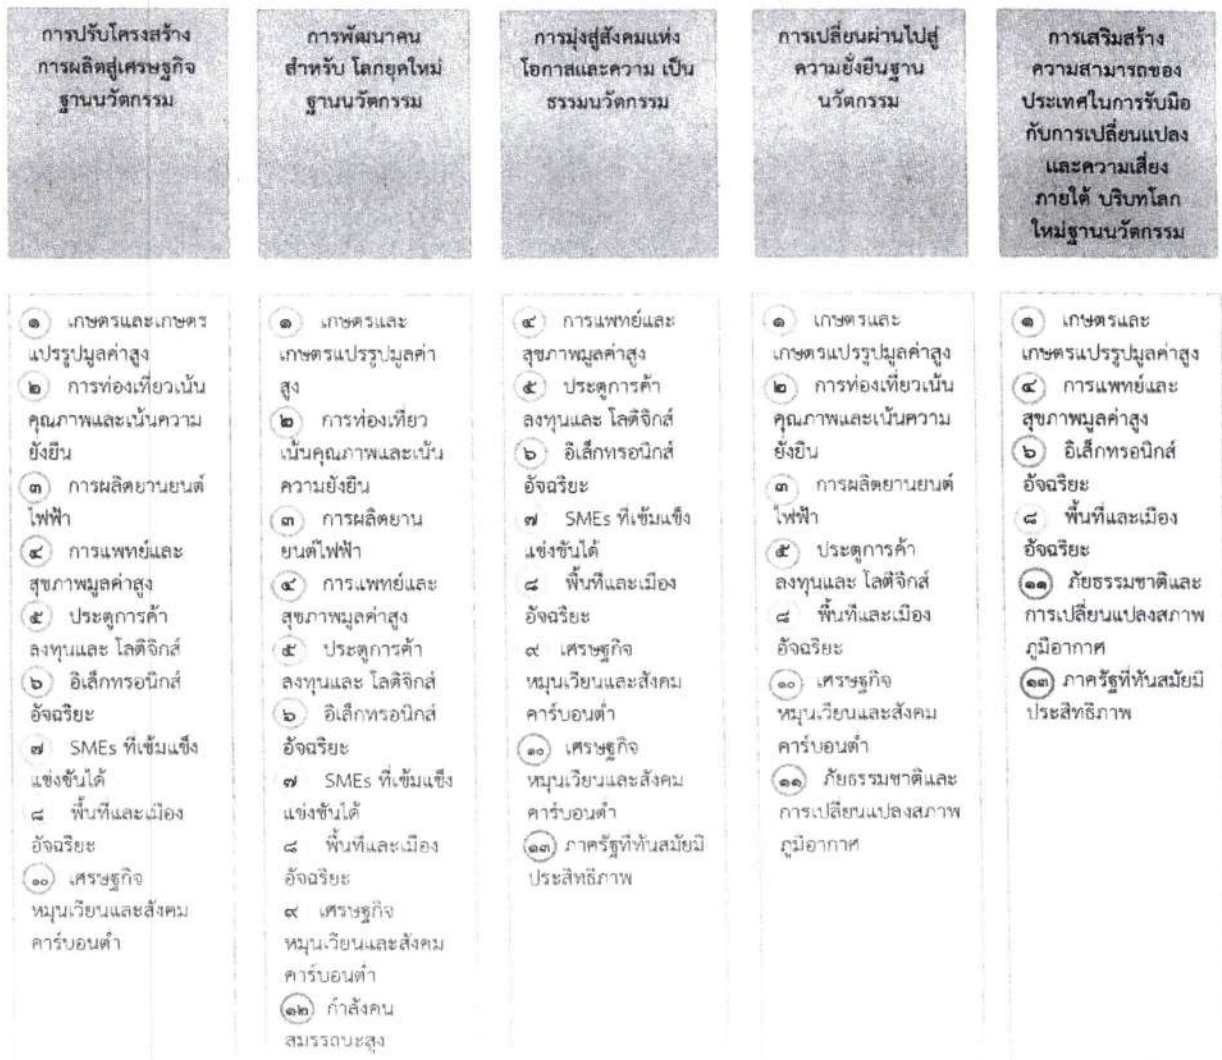 การปรับโครงสร้าง
การผลิตสู่เศรษฐกิจ
ฐานนวัตกรรม
การพัฒนาคน
สำหรับ โลกยุคใหม่
ฐานนวัตกรรม
การมุ่งสู่สังคมแห่ง
โอกาสและความ เป็น
ธรรมนวัตกรรม
การเปลี่ยนผ่านไปสู่
ความยั่งยืนฐาน
นวัตกรรม
การเสริมสร้าง
ความสามารถของ
ประเทศในการรับมือ
กับการเปลี่ยนแปลง
และความเสี่ยง
ภายใต้ บริบทโลก
ใหม่ฐานนวัตกรรม
๑ เกษตรและเกษตร
แปรรูปมูลค่าสูง
๒ การท่องเที่ยวเน้น
คุณภาพและเน้นความ
ยั่งยืน
๓ การผลิตยานยนต์
ไฟฟ้า
๔ การแพทย์และ
สุขภาพมูลค่าสูง
๕ ประตูการค้า
ลงทุนและ โลติจิกส์
๖ อิเล็กทรอนิกส์
อัจฉริยะ
๗ SMEs ที่เข้มแข็ง
แข่งขันได้
๘ พื้นที่และเมือง
อัจฉริยะ
๑๐ เศรษฐกิจ
หมุนเวียนและสังคม
คาร์บอนต่ำ
๑ เกษตรและ
เกษตรแปรรูปมูลค่า
สูง
๒ การท่องเที่ยว
เน้นคุณภาพและเน้น
ความยั่งยืน
๓ การผลิตยาน
ยนต์ไฟฟ้า
๔ การแพทย์และ
สุขภาพมูลค่าสูง
๕ ประตูการค้า
ลงทุนและ โลติจิกส์
๖ อิเล็กทรอนิกส์
อัจฉริยะ
๗ SMEs ที่เข้มแข็ง
แข่งขันได้
๘ พื้นที่และเมือง
อัจฉริยะ
๙ เศรษฐกิจ
หมุนเวียนและสังคม
คาร์บอนต่ำ
๑๒ กำลังคน
สมรรถนะสูง
๔ การแพทย์และ
สุขภาพมูลค่าสูง
๕ ประตูการค้า
ลงทุนและ โลติจิกส์
๖ อิเล็กทรอนิกส์
อัจฉริยะ
๗ SMEs ที่เข้มแข็ง
แข่งขันได้
๘ พื้นที่และเมือง
อัจฉริยะ
๙ เศรษฐกิจ
หมุนเวียนและสังคม
คาร์บอนต่ำ
๑๐ เศรษฐกิจ
หมุนเวียนและสังคม
คาร์บอนต่ำ
๑๓ ภาครัฐที่ทันสมัยมี
ประสิทธิภาพ
๑ เกษตรและ
เกษตรแปรรูปมูลค่าสูง
๒ การท่องเที่ยวเน้น
คุณภาพและเน้นความ
ยั่งยืน
๓ การผลิตยานยนต์
ไฟฟ้า
๕ ประตูการค้า
ลงทุนและ โลติจิกส์
๘ พื้นที่และเมือง
อัจฉริยะ
๑๐ เศรษฐกิจ
หมุนเวียนและสังคม
คาร์บอนต่ำ
๑๑ ภัยธรรมชาติและ
การเปลี่ยนแปลงสภาพ
ภูมิอากาศ
๑ เกษตรและ
เกษตรแปรรูปมูลค่าสูง
๔ การแพทย์และ
สุขภาพมูลค่าสูง
๖ อิเล็กทรอนิกส์
อัจฉริยะ
๘ พื้นที่และเมือง
อัจฉริยะ
๑๑ ภัยธรรมชาติและ
การเปลี่ยนแปลงสภาพ
ภูมิอากาศ
๑๓ ภาครัฐที่ทันสมัยมี
ประสิทธิภาพ